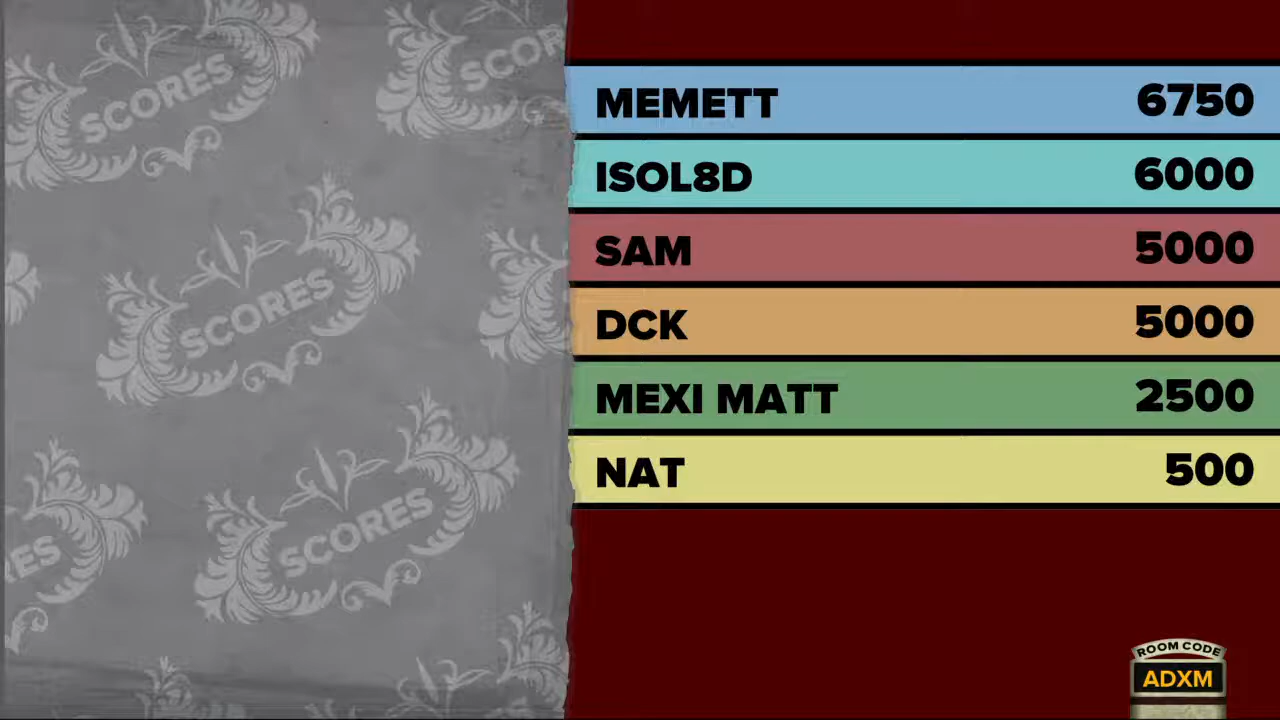 SCORES
SCORES
MEMETT 6750
ISOL8D 6000
SAM 5000
SCORES
DCK 5000
MEXI MATT 2500
NAT 500
SCORES
ROOM CODE
ADXM